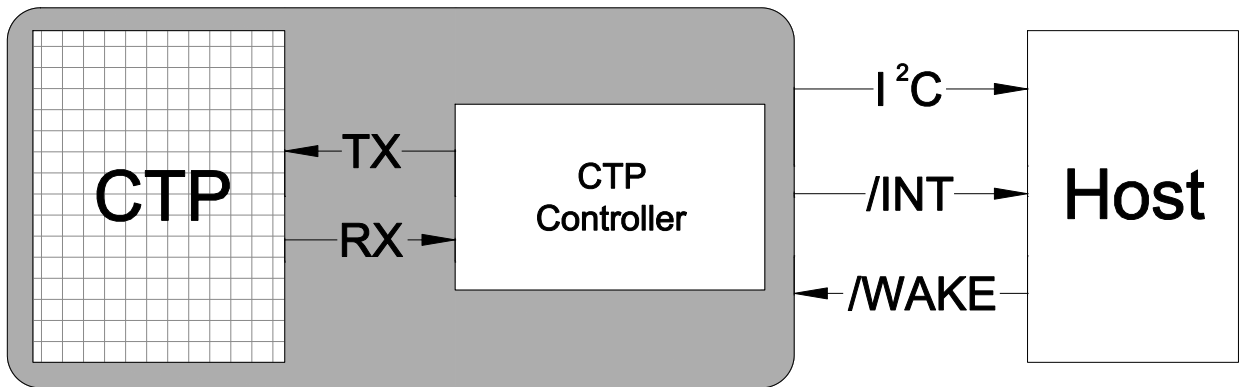 CTP
TX
RX
CTP
Controller
I²C
/INT
/WAKE
Host